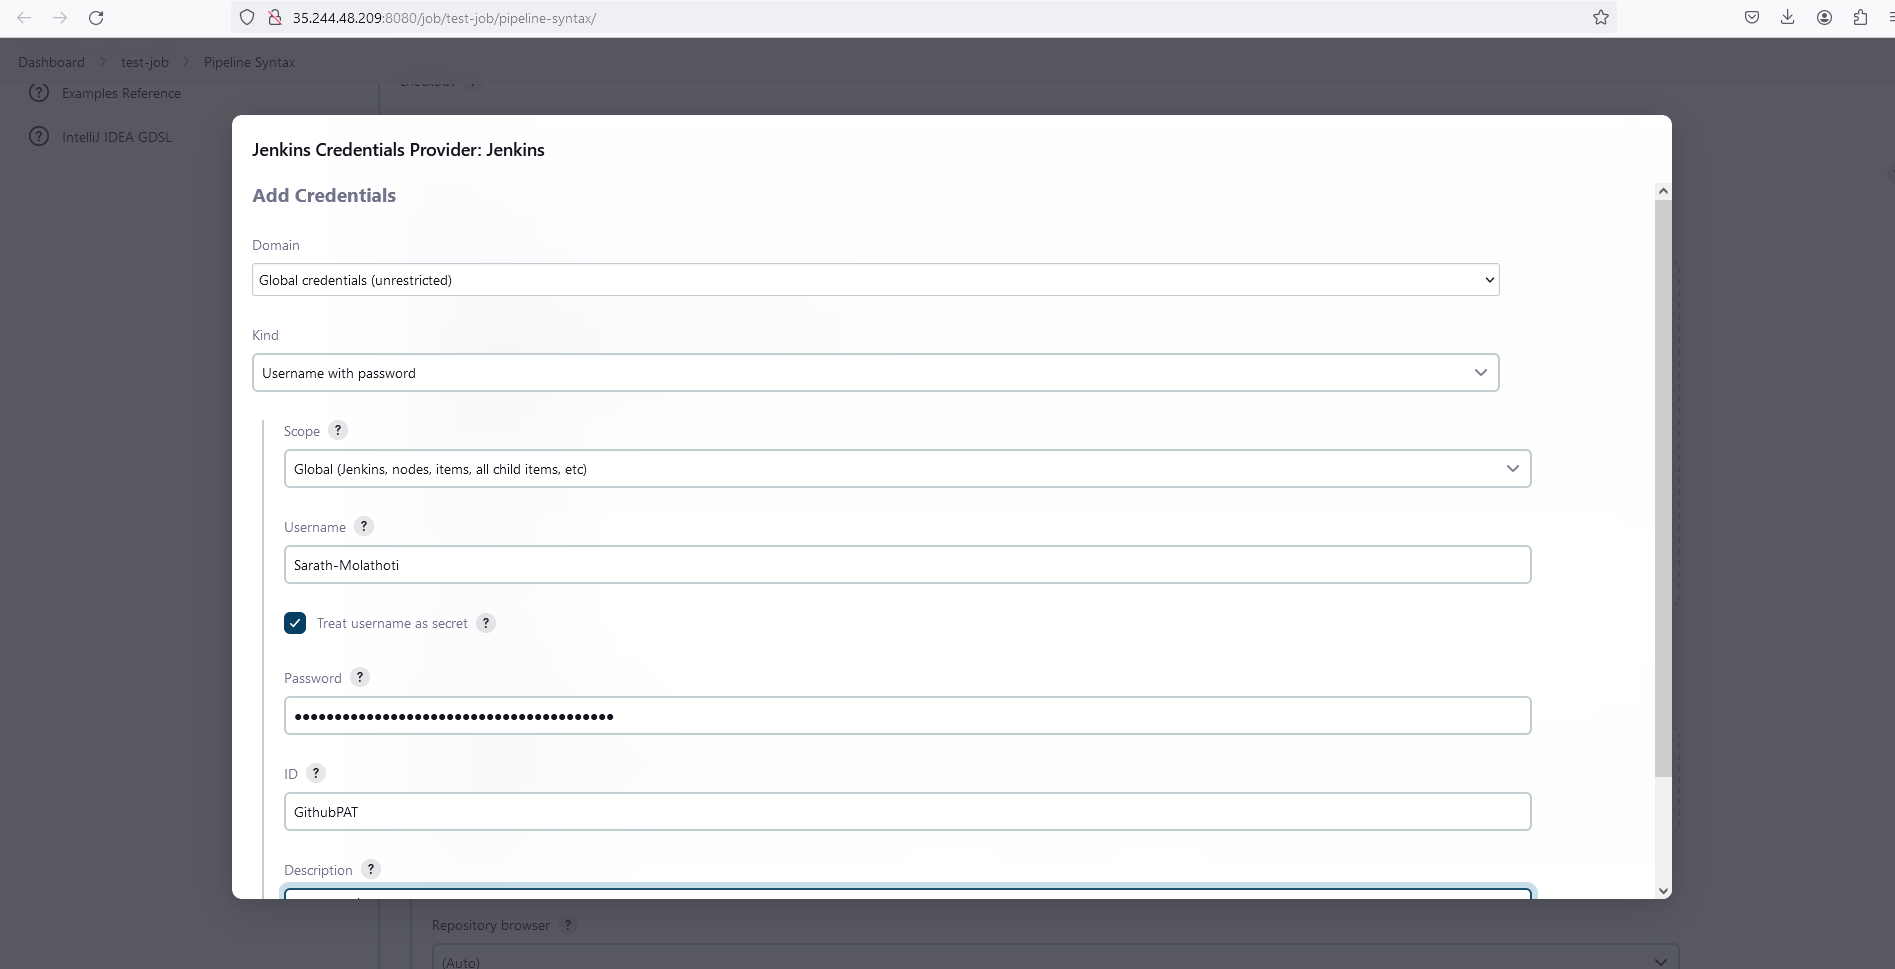 35.244.48.209:8080/job/test-job/pipeline-syntax/
Dashboard > test-job > Pipeline Syntax
Examples Reference
checkout ?
IntelliJ IDEA GDSL
Jenkins Credentials Provider: Jenkins
Add Credentials
Domain
Global credentials (unrestricted)
Kind
Username with password
Scope ?
Global (Jenkins, nodes, items, all child items, etc)
Username ?
Sarath-Molathoti
Treat username as secret ?
Password ?
••••••••••••••••••••••••••••••••••••••••
ID ?
GithubPAT
Description ?
Repository browser ?
(Auto)